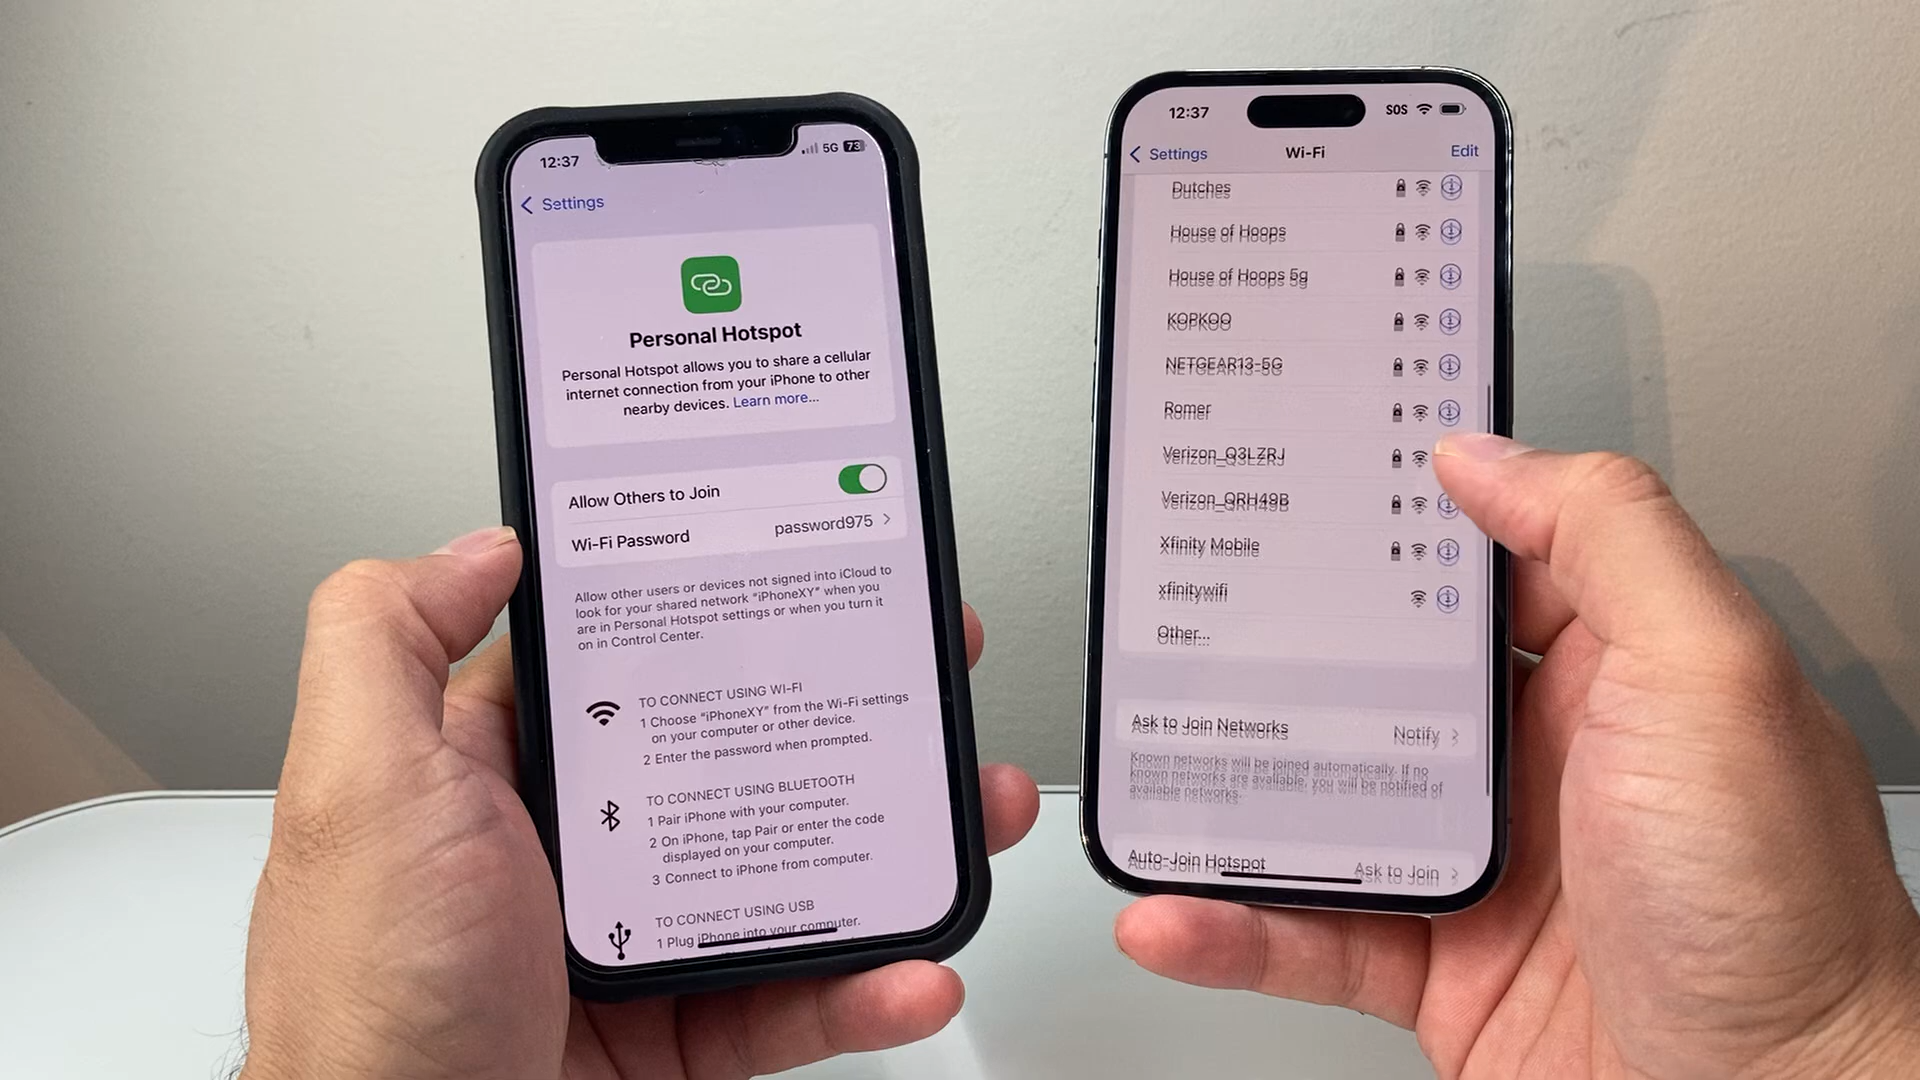 12:37
5G 73
Settings
Personal Hotspot
Personal Hotspot allows you to share a cellular
internet connection from your iPhone to other
nearby devices. Learn more...
Allow Others to Join
Wi-Fi Password password975
Allow other users or devices not signed into iCloud to
look for your shared network "iPhoneXY" when you
are in Personal Hotspot settings or when you turn it
on in Control Center.
TO CONNECT USING WI-FI
1 Choose "iPhoneXY" from the Wi-Fi settings
on your computer or other device.
2 Enter the password when prompted.
TO CONNECT USING BLUETOOTH
1 Pair iPhone with your computer.
2 On iPhone, tap Pair or enter the code
displayed on your computer.
3 Connect to iPhone from computer.
TO CONNECT USING USB
1 Plug iPhone into your computer.
12:37 SOS
Settings Wi-Fi Edit
Dutches
House of Hoops
House of Hoops 5g
KOPKOO
NETGEAR13-5G
Romer
Verizon_Q3LZRJ
Verizon_QRH49B
Xfinity Mobile
xfinitywifi
Other...
Ask to Join Networks Notify
Known networks will be joined automatically. If no
known networks are available, you will be notified of
available networks.
Auto-Join Hotspot Ask to Join